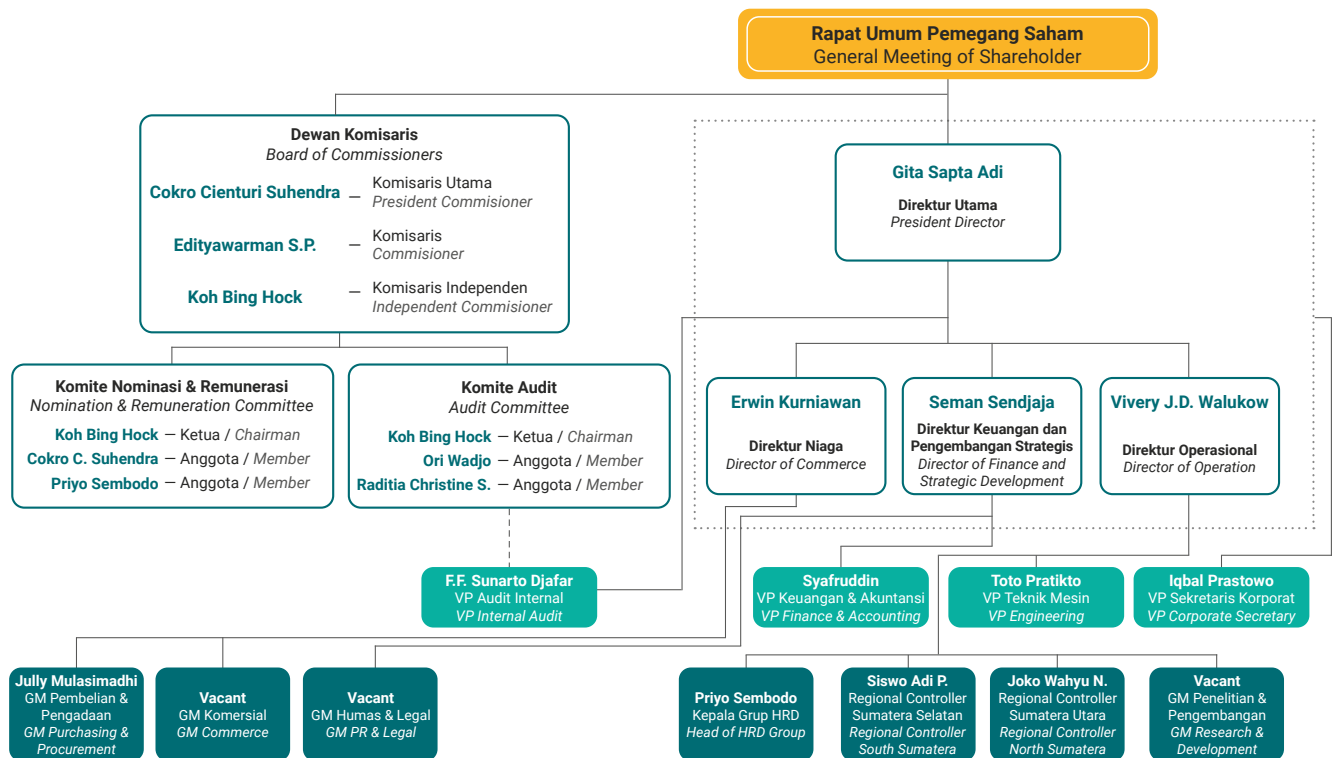 Rapat Umum Pemegang Saham
General Meeting of Shareholder
Dewan Komisaris
Board of Commissioners
Cokro Cienturi Suhendra – Komisaris Utama
President Commisioner
Edityawarman S.P. – Komisaris
Commisioner
Koh Bing Hock – Komisaris Independen
Independent Commisioner
Gita Sapta Adi
Direktur Utama
President Director
Komite Nominasi & Remunerasi
Nomination & Remuneration Committee
Koh Bing Hock – Ketua / Chairman
Cokro C. Suhendra – Anggota / Member
Priyo Sembodo – Anggota / Member
Komite Audit
Audit Committee
Koh Bing Hock – Ketua / Chairman
Ori Wadjo – Anggota / Member
Raditia Christine S. – Anggota / Member
Erwin Kurniawan
Direktur Niaga
Director of Commerce
Seman Sendjaja
Direktur Keuangan dan
Pengembangan Strategis
Director of Finance and
Strategic Development
Vivery J.D. Walukow
Direktur Operasional
Director of Operation
F.F. Sunarto Djafar
VP Audit Internal
VP Internal Audit
Syafruddin
VP Keuangan & Akuntansi
VP Finance & Accounting
Toto Pratikto
VP Teknik Mesin
VP Engineering
Iqbal Prastowo
VP Sekretaris Korporat
VP Corporate Secretary
Jully Mulasimadhi
GM Pembelian &
Pengadaan
GM Purchasing &
Procurement
Vacant
GM Komersial
GM Commerce
Vacant
GM Humas & Legal
GM PR & Legal
Priyo Sembodo
Kepala Grup HRD
Head of HRD Group
Siswo Adi P.
Regional Controller
Sumatera Selatan
Regional Controller
South Sumatera
Joko Wahyu N.
Regional Controller
Sumatera Utara
Regional Controller
North Sumatera
Vacant
GM Penelitian &
Pengembangan
GM Research &
Development